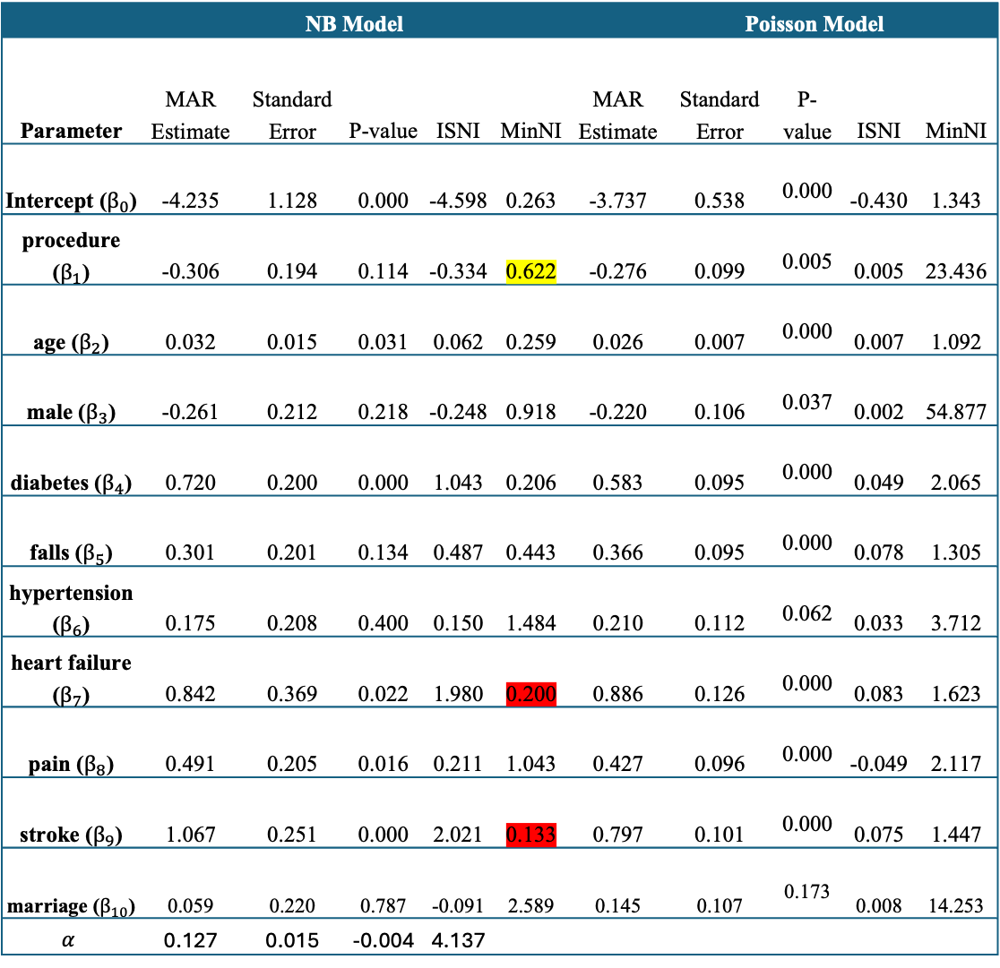 NB Model Poisson Model
MAR Standard MAR Standard P-
Parameter Estimate Error P-value ISNI MinNI Estimate Error value ISNI MinNI
Intercept (β₀) -4.235 1.128 0.000 -4.598 0.263 -3.737 0.538 0.000 -0.430 1.343
procedure
(β₁) -0.306 0.194 0.114 -0.334 0.622 -0.276 0.099 0.005 0.005 23.436
age (β₂) 0.032 0.015 0.031 0.062 0.259 0.026 0.007 0.000 0.007 1.092
male (β₃) -0.261 0.212 0.218 -0.248 0.918 -0.220 0.106 0.037 0.002 54.877
diabetes (β₄) 0.720 0.200 0.000 1.043 0.206 0.583 0.095 0.000 0.049 2.065
falls (β₅) 0.301 0.201 0.134 0.487 0.443 0.366 0.095 0.000 0.078 1.305
hypertension
(β₆) 0.175 0.208 0.400 0.150 1.484 0.210 0.112 0.062 0.033 3.712
heart failure
(β₇) 0.842 0.369 0.022 1.980 0.200 0.886 0.126 0.000 0.083 1.623
pain (β₈) 0.491 0.205 0.016 0.211 1.043 0.427 0.096 0.000 -0.049 2.117
stroke (β₉) 1.067 0.251 0.000 2.021 0.133 0.797 0.101 0.000 0.075 1.447
marriage (β₁₀) 0.059 0.220 0.787 -0.091 2.589 0.145 0.107 0.173 0.008 14.253
α 0.127 0.015 -0.004 4.137